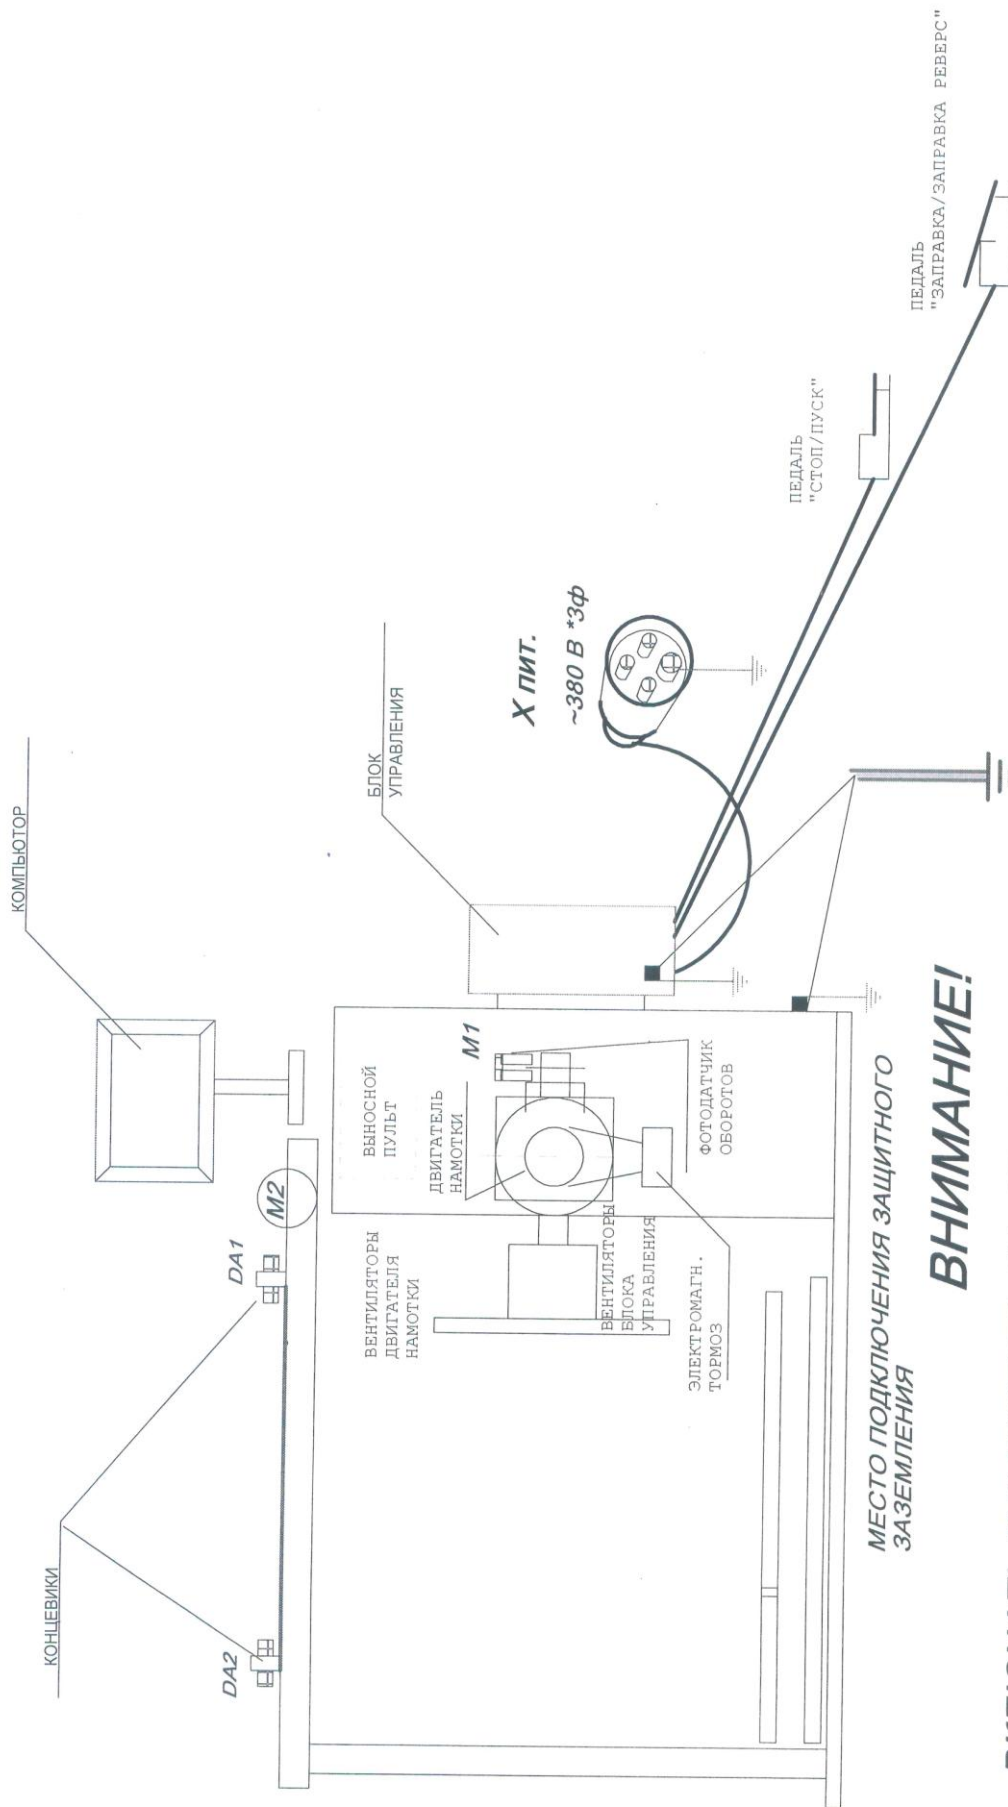 КОМПЬЮТОР
КОНЦЕВИКИ
DA2
DA1
M2
БЛОК
УПРАВЛЕНИЯ
ВЫНОСНОЙ
ПУЛЬТ
ВЕНТИЛЯТОРЫ
ДВИГАТЕЛЯ
НАМОТКИ
ДВИГАТЕЛЬ
НАМОТКИ
M1
ВЕНТИЛЯТОРЫ
БЛОКА
УПРАВЛЕНИЯ
ЭЛЕКТРОМАГН.
ТОРМОЗ
ФОТОДАТЧИК
ОБОРОТОВ
Х ПИТ.
~380 В *3ф
ПЕДАЛЬ
"СТОП/ПУСК"
ПЕДАЛЬ
"ЗАПРАВКА/ЗАПРАВКА РЕВЕРС"
МЕСТО ПОДКЛЮЧЕНИЯ ЗАЩИТНОГО
ЗАЗЕМЛЕНИЯ
ВНИМАНИЕ!